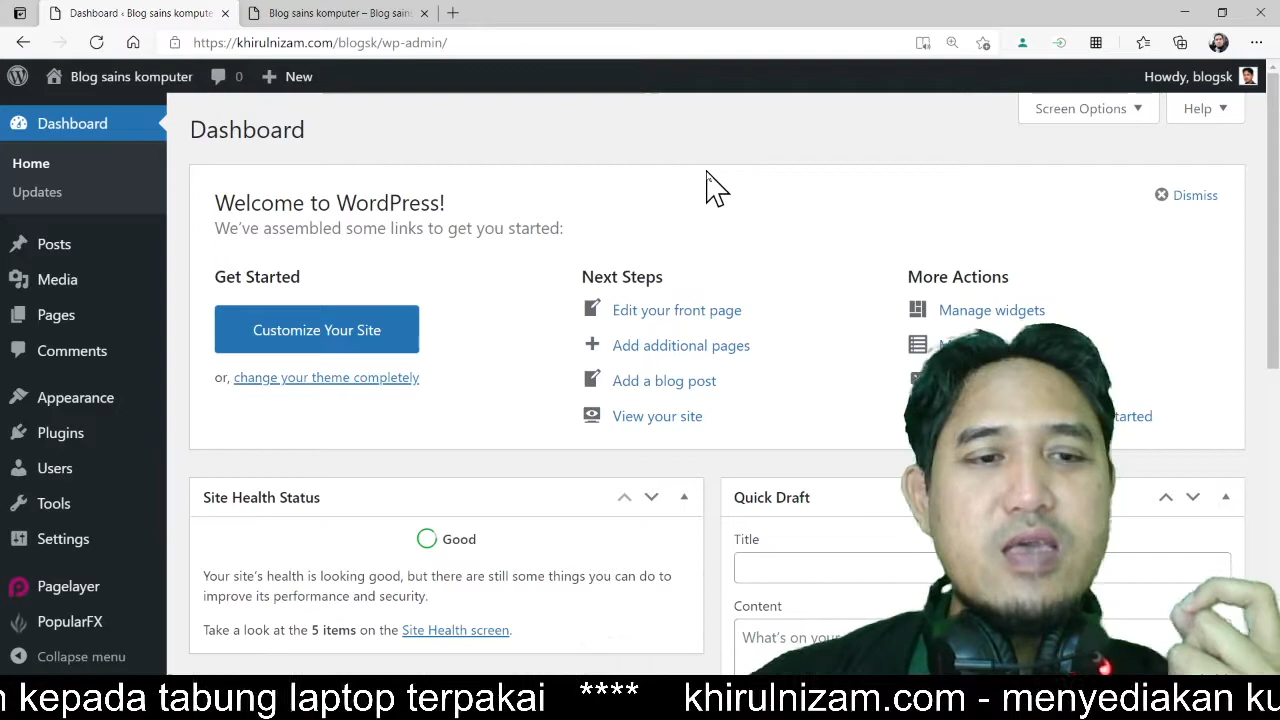 Dashboard ‹ Blog sains kompute
Blog sains komputer – Blog sains
https://khirulnizam.com/blogsk/wp-admin/
Blog sains komputer
0
New
Howdy, blogsk
Dashboard
Home
Updates
Posts
Media
Pages
Comments
Appearance
Plugins
Users
Tools
Settings
Pagelayer
PopularFX
Collapse menu
Dashboard
Screen Options
Help
Welcome to WordPress!
We've assembled some links to get you started:
Dismiss
Get Started
Customize Your Site
or, change your theme completely
Next Steps
Edit your front page
Add additional pages
Add a blog post
View your site
More Actions
Manage widgets
started
Site Health Status
Good
Your site's health is looking good, but there are still some things you can do to
improve its performance and security.
Take a look at the 5 items on the Site Health screen.
Quick Draft
Title
Content
What's on your
kepada tabung laptop terpakai **** khirulnizam.com - menyediakan